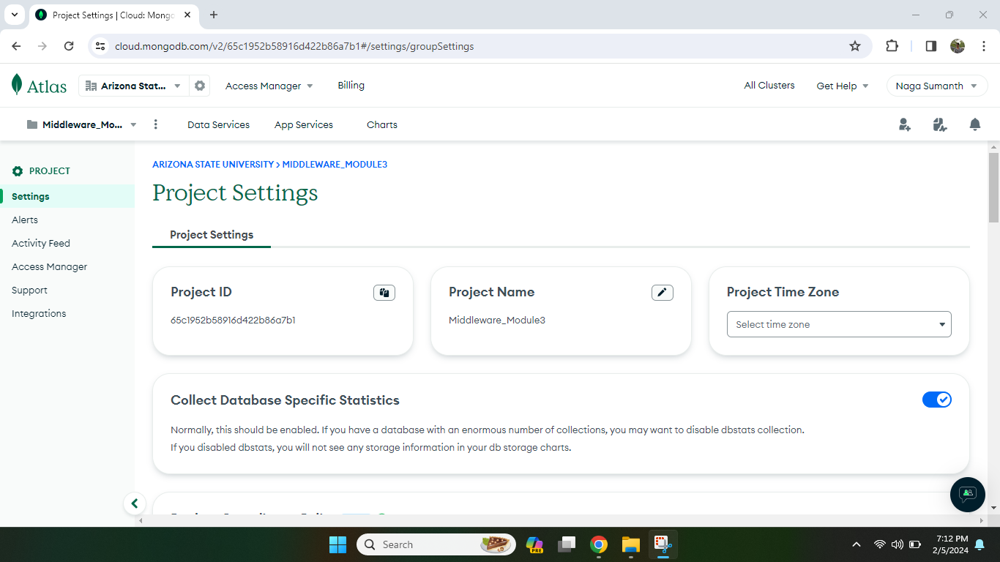 Project Settings | Cloud: Mongo
cloud.mongodb.com/v2/65c1952b58916d422b86a7b1#/settings/groupSettings
Atlas
Arizona Stat...
Access Manager
Billing
All Clusters
Get Help
Naga Sumanth
Middleware_Mo...
Data Services
App Services
Charts
PROJECT
Settings
Alerts
Activity Feed
Access Manager
Support
Integrations
ARIZONA STATE UNIVERSITY > MIDDLEWARE_MODULE3
Project Settings
Project Settings
Project ID
65c1952b58916d422b86a7b1
Project Name
Middleware_Module3
Project Time Zone
Select time zone
Collect Database Specific Statistics
Normally, this should be enabled. If you have a database with an enormous number of collections, you may want to disable dbstats collection.
If you disabled dbstats, you will not see any storage information in your db storage charts.
Search
PRE
7:12 PM
2/5/2024